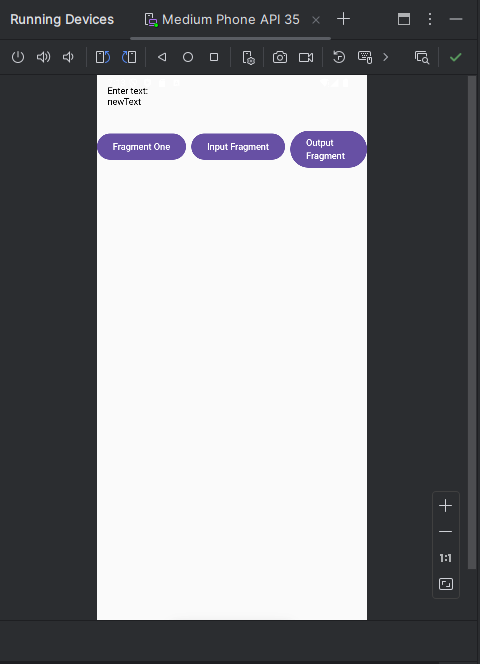 Running Devices
Medium Phone API 35
Enter text:
newText
Fragment One
Input Fragment
Output
Fragment
1:1